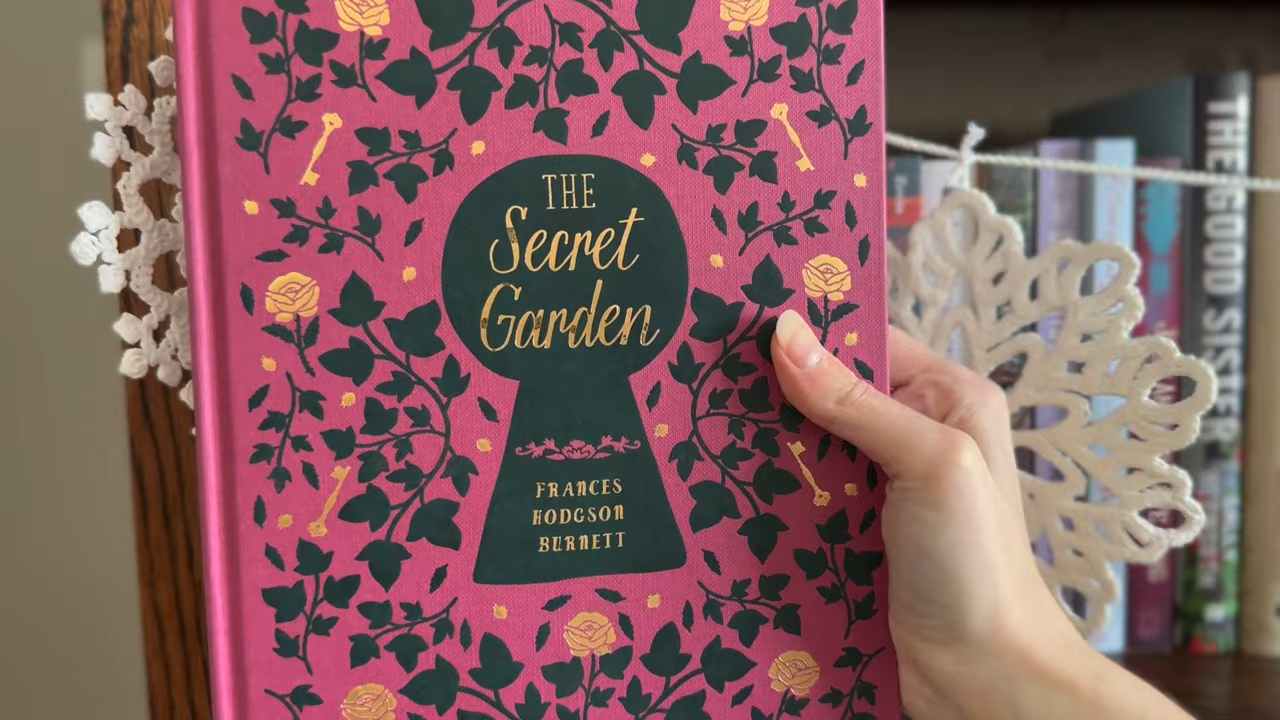 THE
Secret
Garden
FRANCES
HODGSON
BURNETT
THE GOOD SISTER